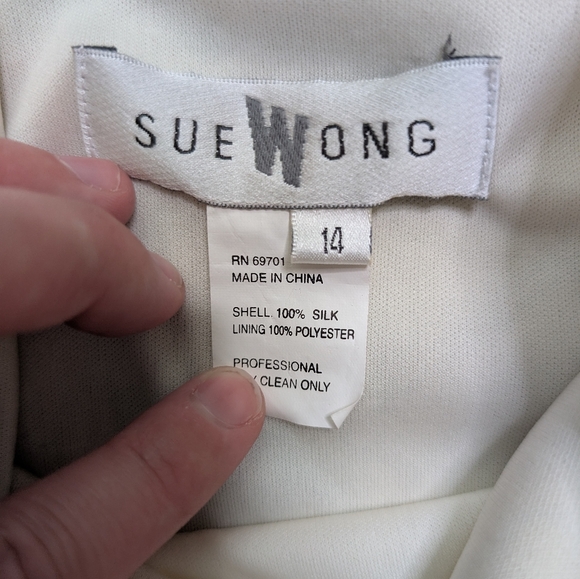 SUE WONG
14
RN 69701
MADE IN CHINA
SHELL. 100% SILK
LINING 100% POLYESTER
PROFESSIONAL
CLEAN ONLY